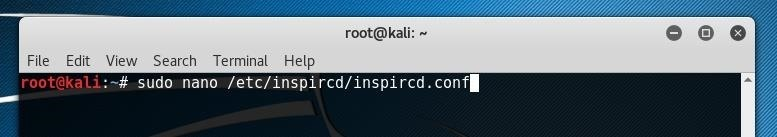 root@kali: ~
File Edit View Search Terminal Help
root@kali:~# sudo nano /etc/inspircd/inspircd.conf